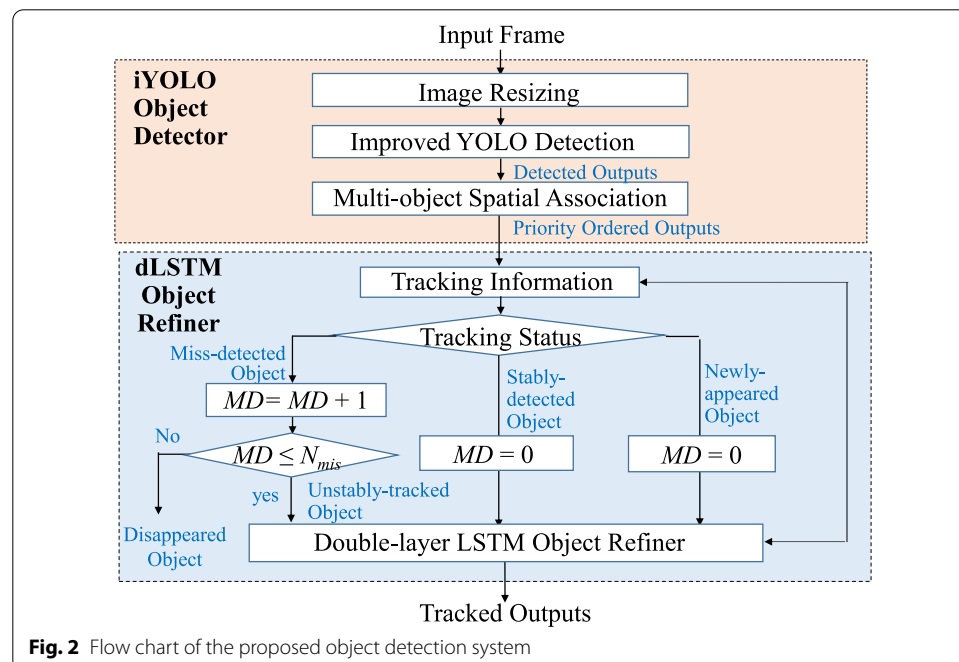 Input Frame
iYOLO
Object
Detector
Image Resizing
Improved YOLO Detection
Detected Outputs
Multi-object Spatial Association
Priority Ordered Outputs
dLSTM
Object
Refiner
Tracking Information
Tracking Status
Miss-detected
Object
Stably-
detected
Object
Newly-
appeared
Object
MD= MD + 1
No
MD ≤ N_mis
MD = 0
MD = 0
yes
Unstably-tracked
Object
Disappeared
Object
Double-layer LSTM Object Refiner
Tracked Outputs
Fig. 2 Flow chart of the proposed object detection system